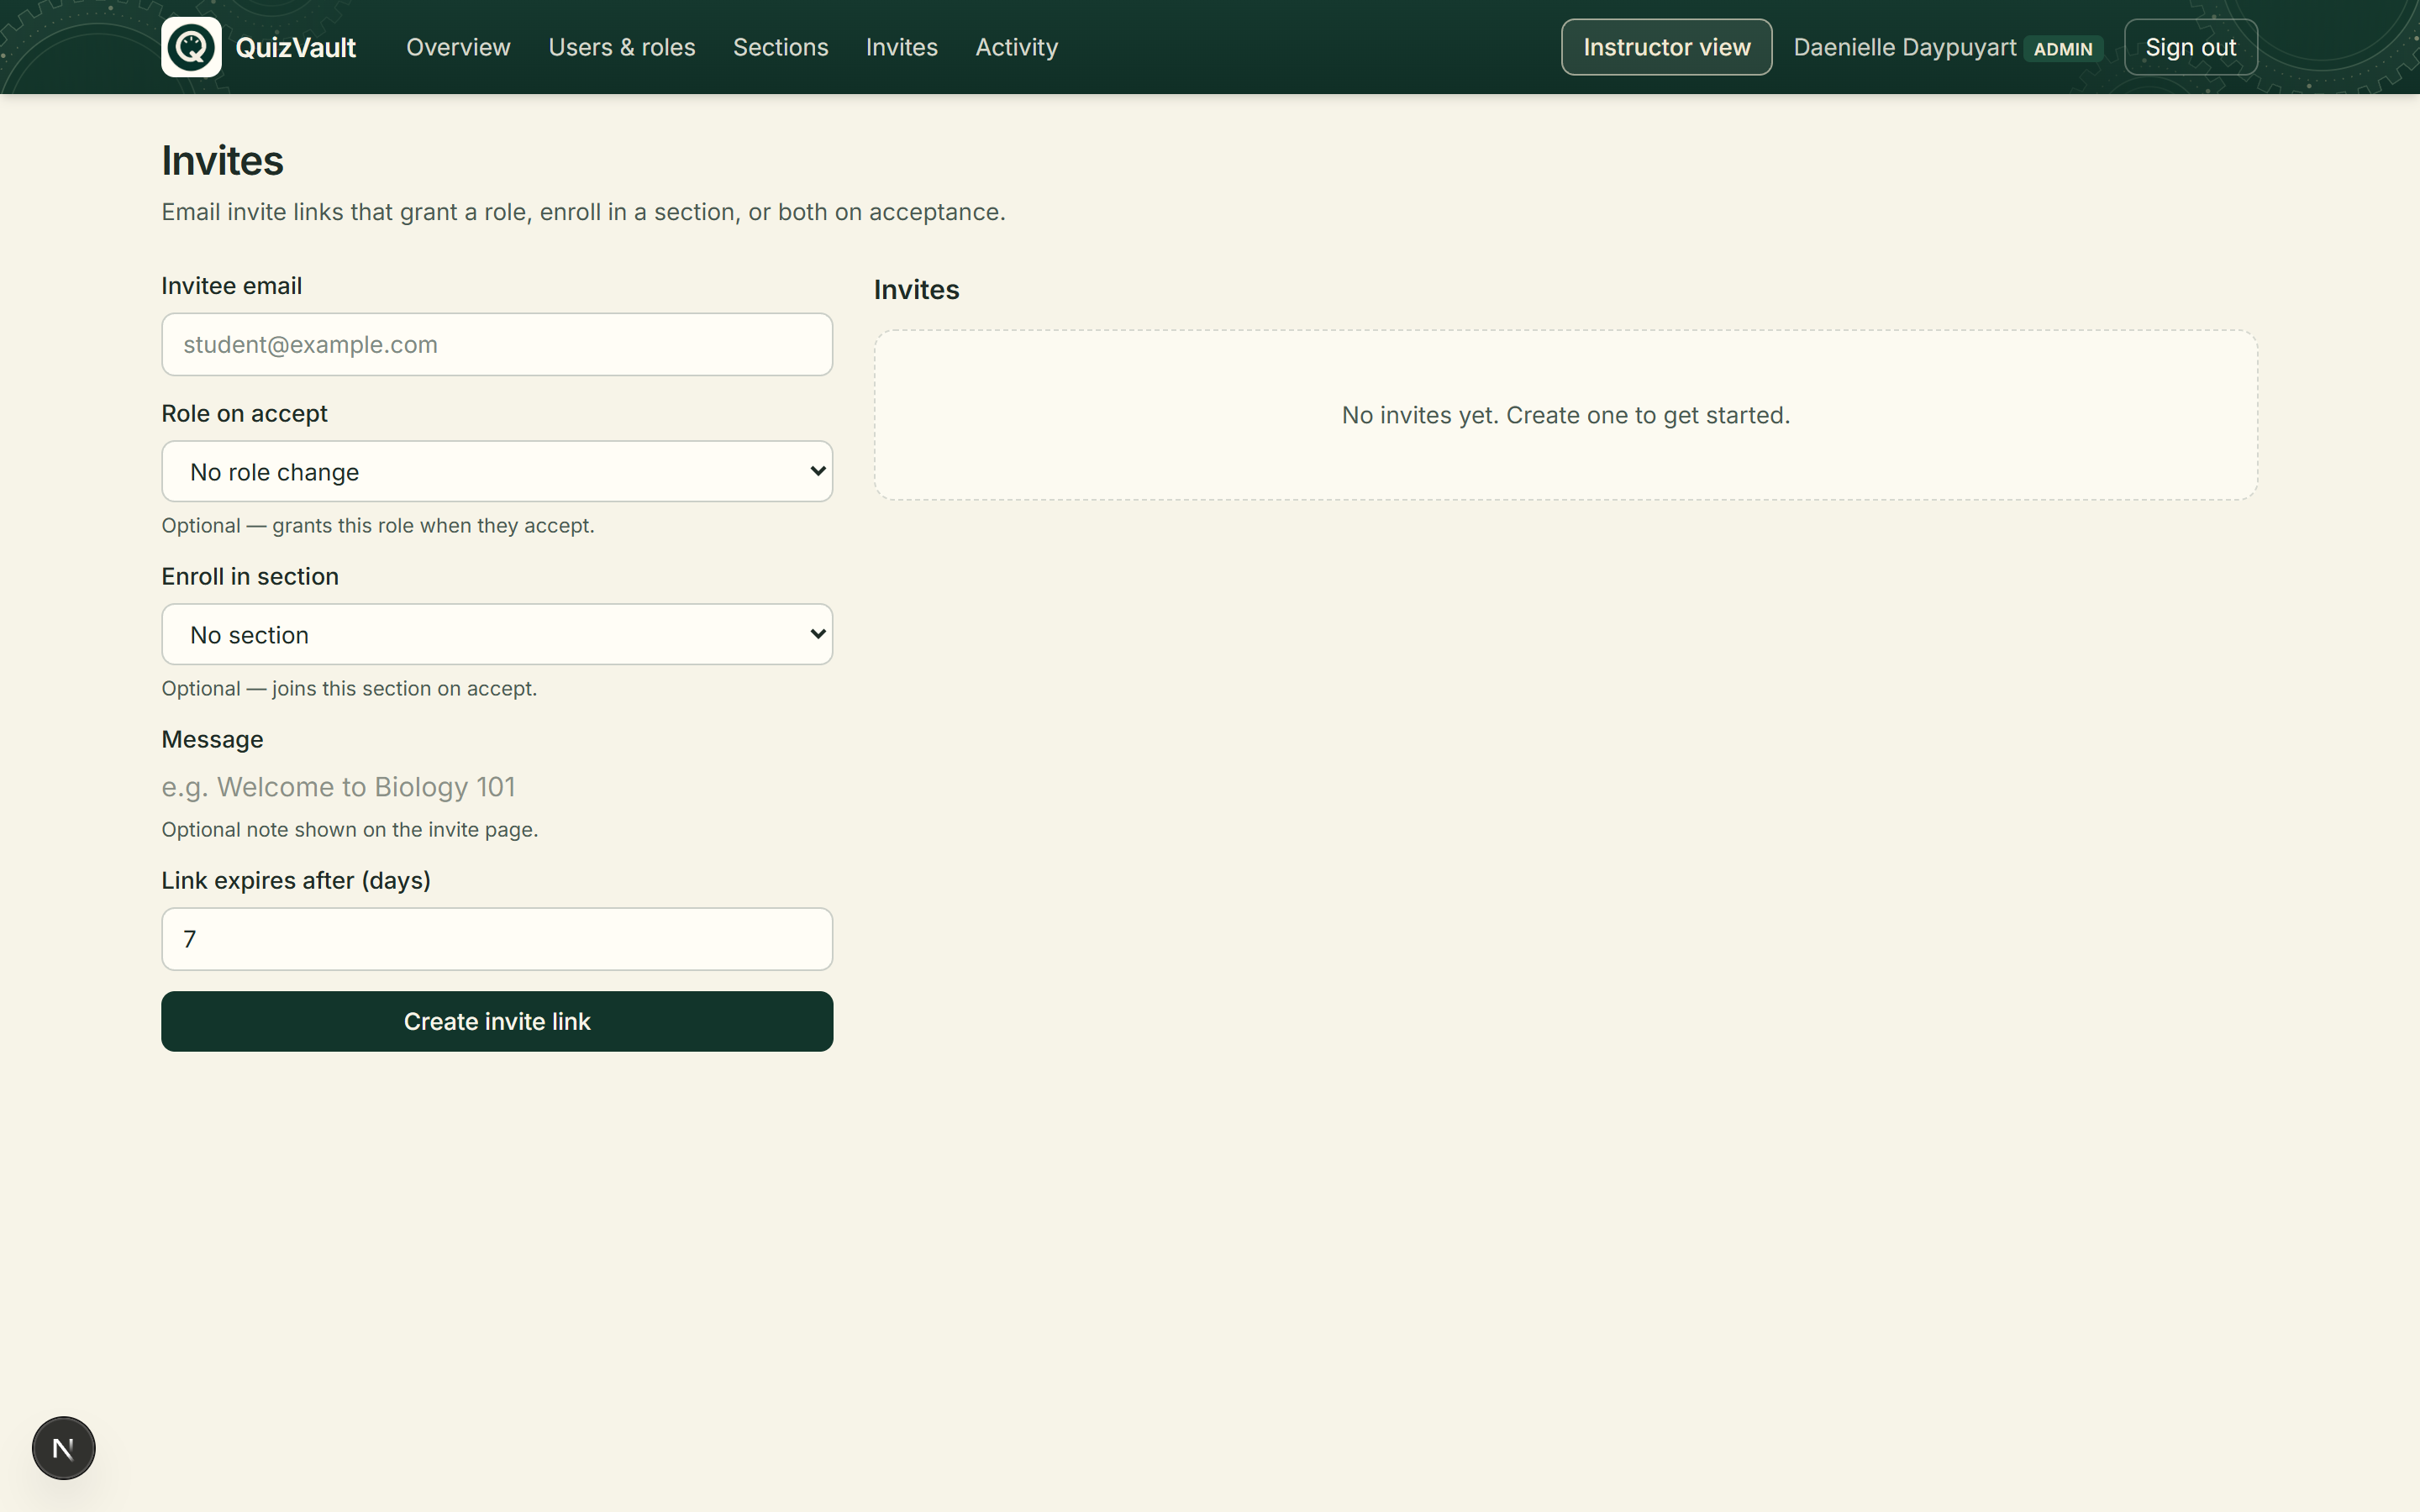 QuizVault
Overview
Users & roles
Sections
Invites
Activity
Instructor view
Daenielle Daypuyart ADMIN
Sign out
Invites
Email invite links that grant a role, enroll in a section, or both on acceptance.
Invitee email
student@example.com
Role on accept
No role change
Optional — grants this role when they accept.
Enroll in section
No section
Optional — joins this section on accept.
Message
e.g. Welcome to Biology 101
Optional note shown on the invite page.
Link expires after (days)
7
Create invite link
Invites
No invites yet. Create one to get started.
N